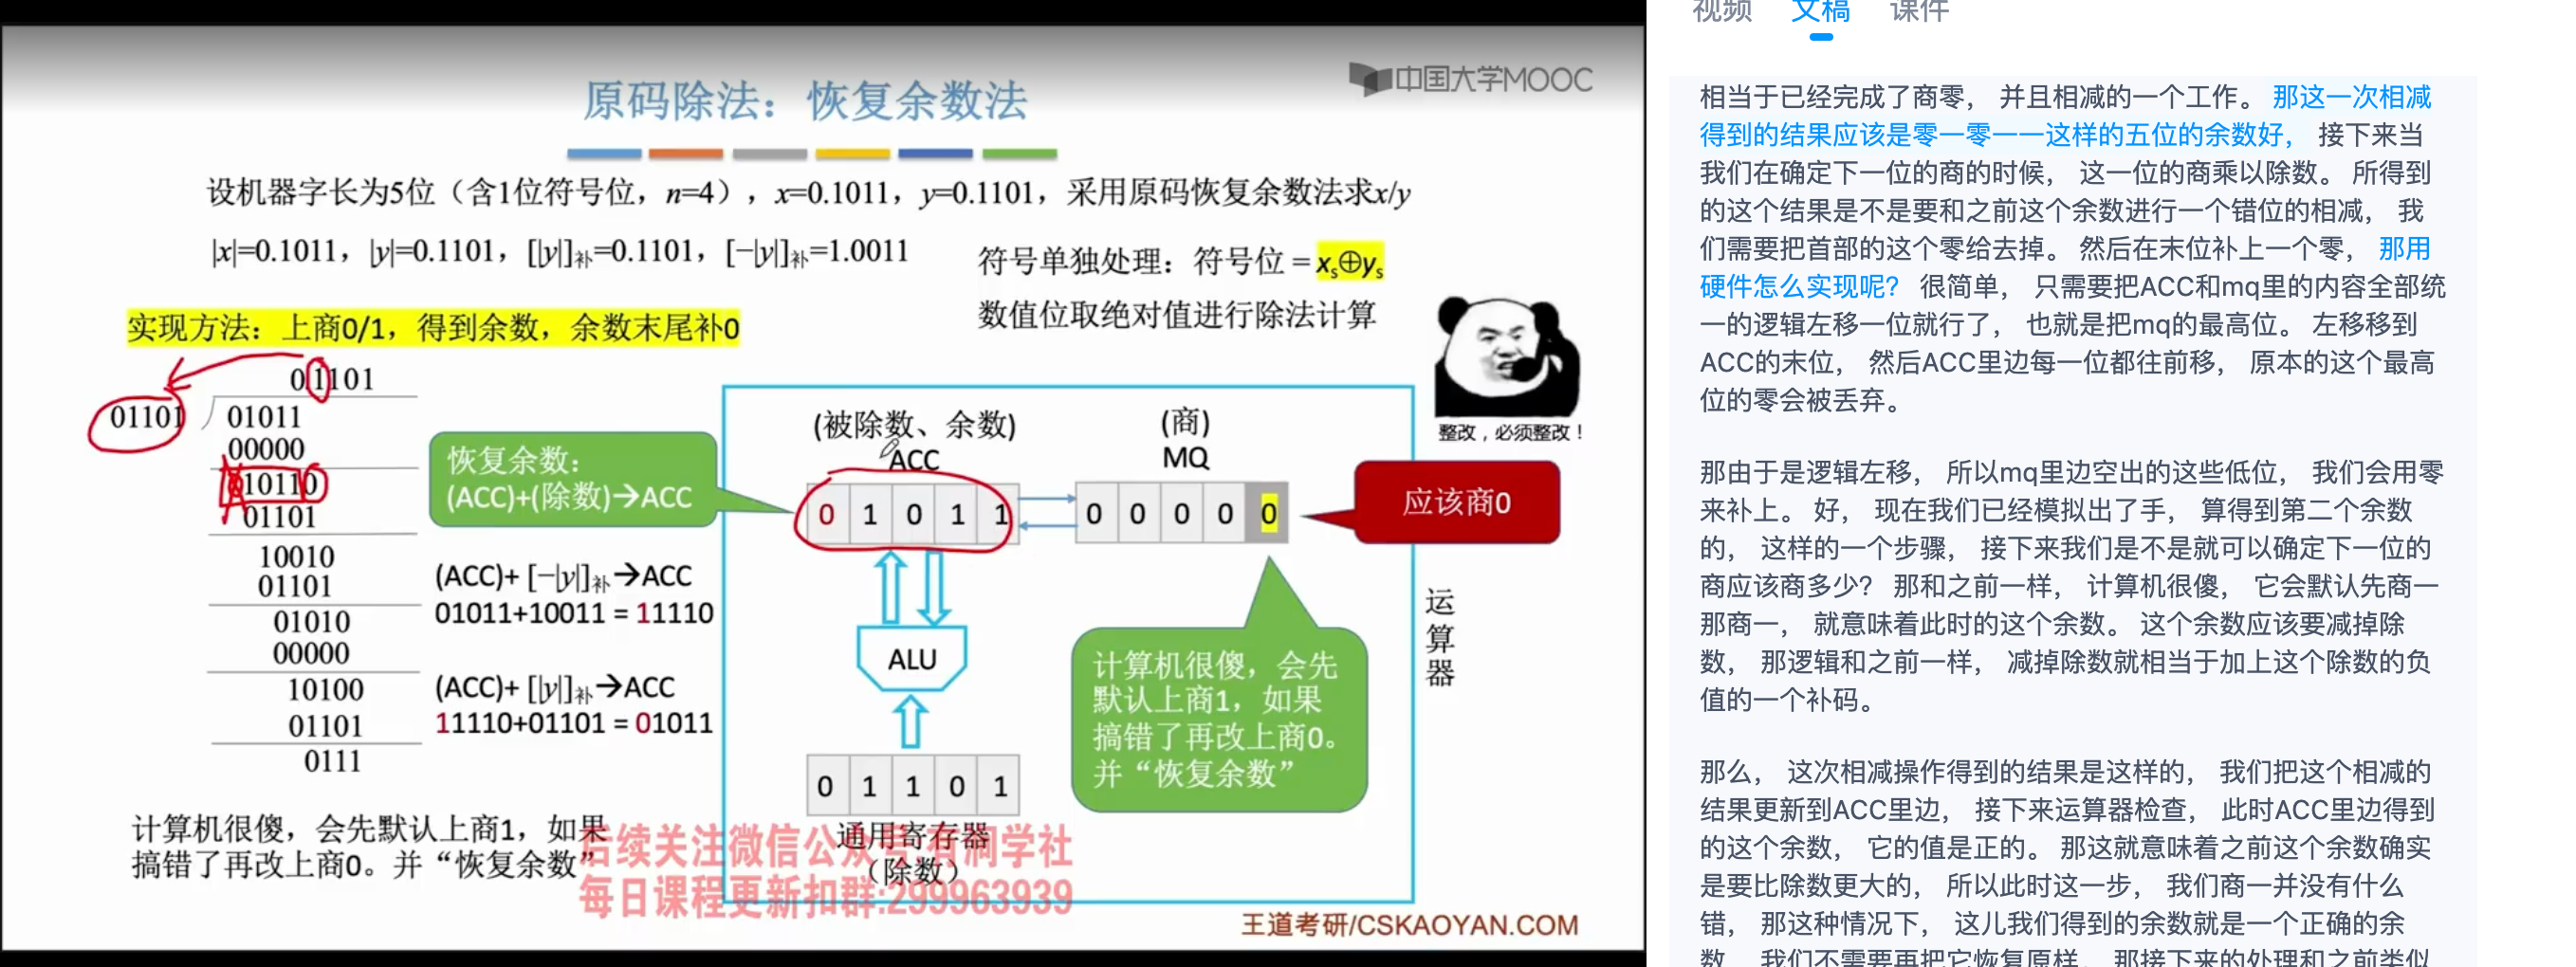 中国大学MOOC
原码除法：恢复余数法
设机器字长为5位（含1位符号位，n=4），x=0.1011，y=0.1101，采用原码恢复余数法求x/y
|x|=0.1011，|y|=0.1101，[|y|]补=0.1101，[−|y|]补=1.0011
符号单独处理：符号位 = xs⊕ys
数值位取绝对值进行除法计算
实现方法：上商0/1，得到余数，余数末尾补0
01101
01101
01011
00000
10110
01101
10010
01101
01010
00000
10100
01101
0111
恢复余数：
(ACC)+(除数)→ACC
(ACC)+ [−|y|]补→ACC
01011+10011 = 11110
(ACC)+ [|y|]补→ACC
11110+01101 = 01011
(被除数、余数)
ACC
0 1 0 1 1
(商)
MQ
0 0 0 0 0
应该商0
整改，必须整改！
ALU
0 1 1 0 1
通用寄存器
（除数）
计算机很傻，会先
默认上商1，如果
搞错了再改上商0。
并“恢复余数”
运
算
器
计算机很傻，会先默认上商1，如果
搞错了再改上商0。并“恢复余数”
后续关注微信公众号:有洞学社
每日课程更新扣群:299963939
王道考研/CSKAOYAN.COM
视频 文稿 课件
相当于已经完成了商零， 并且相减的一个工作。 那这一次相减
得到的结果应该是零一零一一这样的五位的余数好， 接下来当
我们在确定下一位的商的时候， 这一位的商乘以除数。 所得到
的这个结果是不是要和之前这个余数进行一个错位的相减， 我
们需要把首部的这个零给去掉。 然后在末位补上一个零， 那用
硬件怎么实现呢？ 很简单， 只需要把ACC和mq里的内容全部统
一的逻辑左移一位就行了， 也就是把mq的最高位。 左移移到
ACC的末位， 然后ACC里边每一位都往前移， 原本的这个最高
位的零会被丢弃。
那由于是逻辑左移， 所以mq里边空出的这些低位， 我们会用零
来补上。 好， 现在我们已经模拟出了手， 算得到第二个余数
的， 这样的一个步骤， 接下来我们是不是就可以确定下一位的
商应该商多少？ 那和之前一样， 计算机很傻， 它会默认先商一
那商一， 就意味着此时的这个余数。 这个余数应该要减掉除
数， 那逻辑和之前一样， 减掉除数就相当于加上这个除数的负
值的一个补码。
那么， 这次相减操作得到的结果是这样的， 我们把这个相减的
结果更新到ACC里边， 接下来运算器检查， 此时ACC里边得到
的这个余数， 它的值是正的。 那这就意味着之前这个余数确实
是要比除数更大的， 所以此时这一步， 我们商一并没有什么
错， 那这种情况下， 这儿我们得到的余数就是一个正确的余
数， 我们不需要再把它恢复原样， 那接下来的处理和之前类似